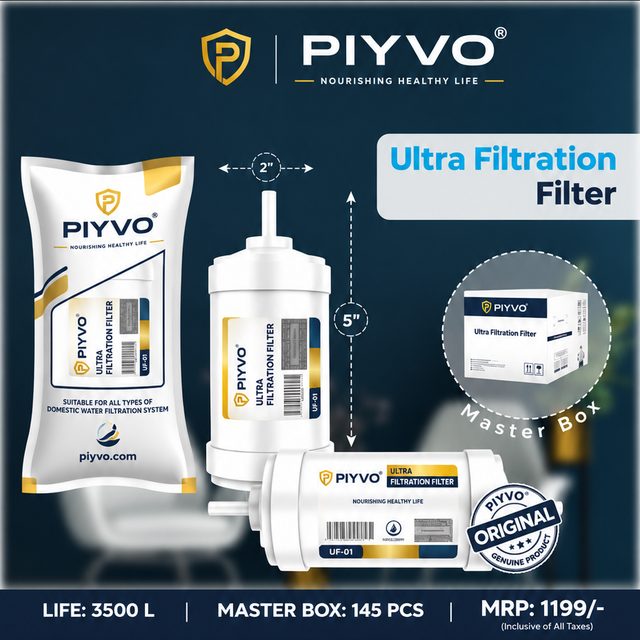 PIYVO®
NOURISHING HEALTHY LIFE
Ultra Filtration
Filter
2"
5"
PIYVO®
NOURISHING HEALTHY LIFE
PIYVO®
ULTRA
FILTRATION FILTER
UF-01
SUITABLE FOR ALL TYPES OF
DOMESTIC WATER FILTRATION SYSTEM
piyvo.com
PIYVO®
ULTRA
FILTRATION FILTER
UF-01
PIYVO®
Ultra Filtration Filter
Master Box
PIYVO®
ULTRA
FILTRATION FILTER
NOURISHING HEALTHY LIFE
UF-01
PIYVO®
ORIGINAL
GENUINE PRODUCT
LIFE: 3500 L | MASTER BOX: 145 PCS | MRP: 1199/-
(Inclusive of All Taxes)